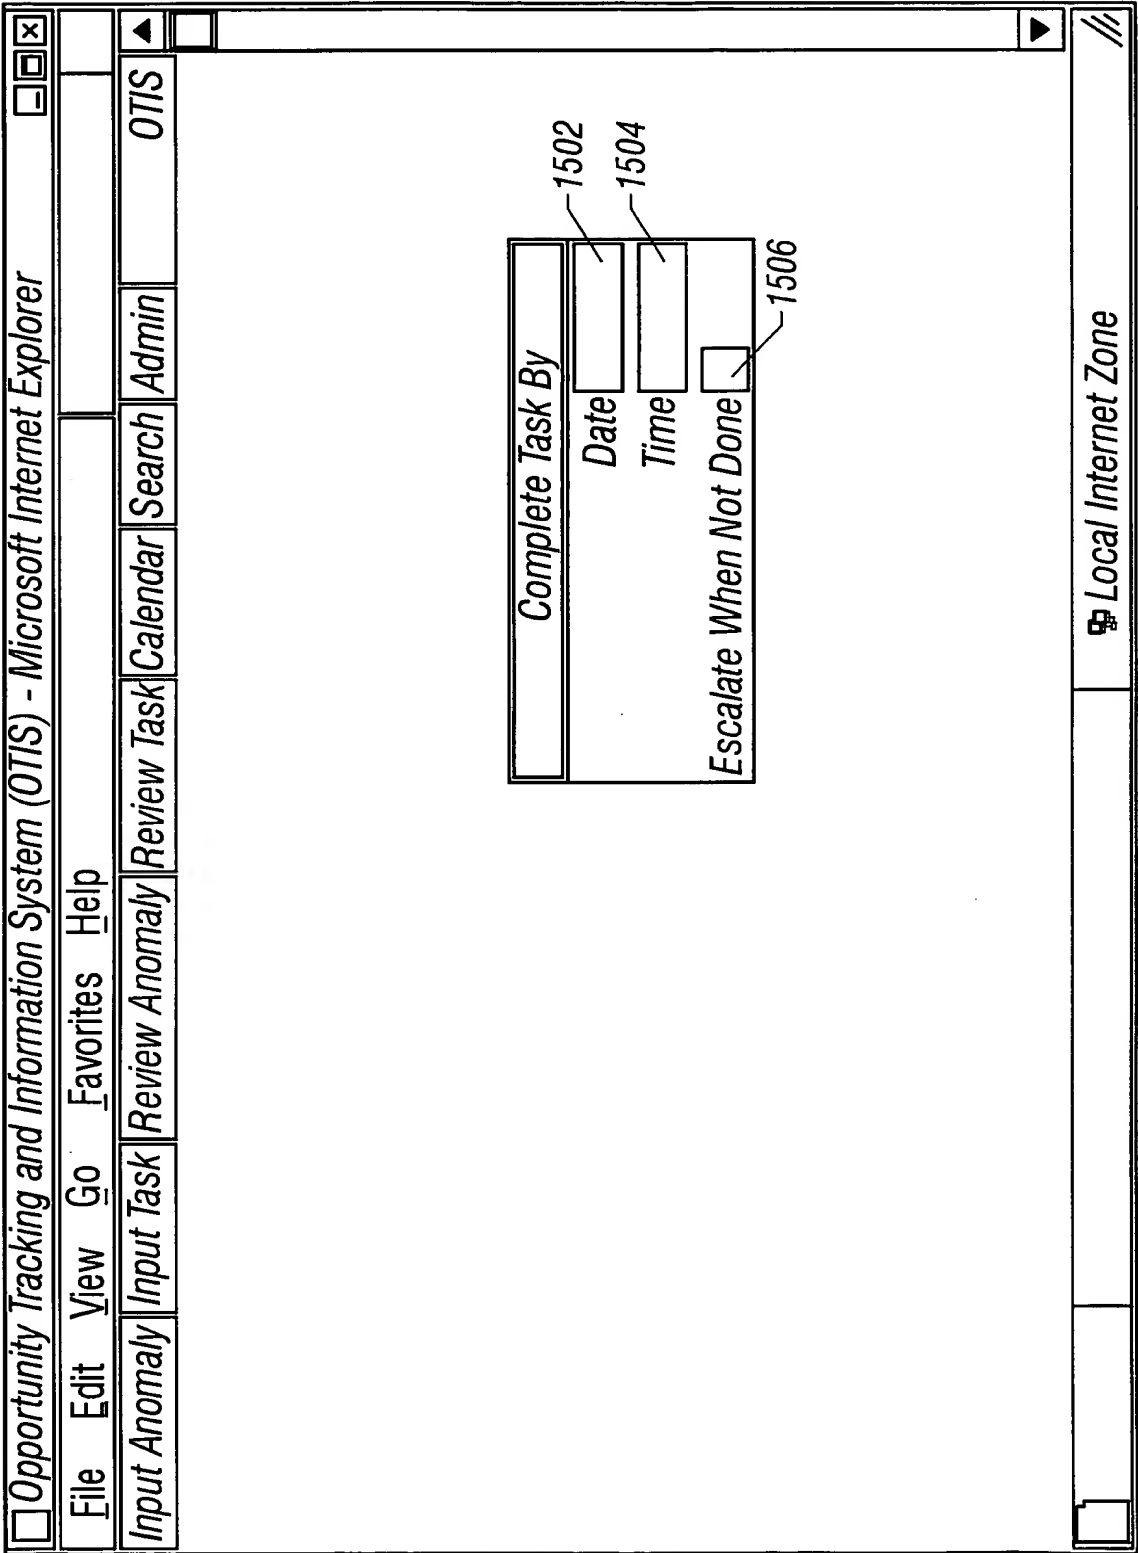 Opportunity Tracking and Information System (OTIS) - Microsoft Internet Explorer
File Edit View Go Favorites Help
Input Anomaly Input Task Review Anomaly Review Task Calendar Search Admin OTIS
Complete Task By
Date 1502
Time 1504
Escalate When Not Done 1506
Local Internet Zone